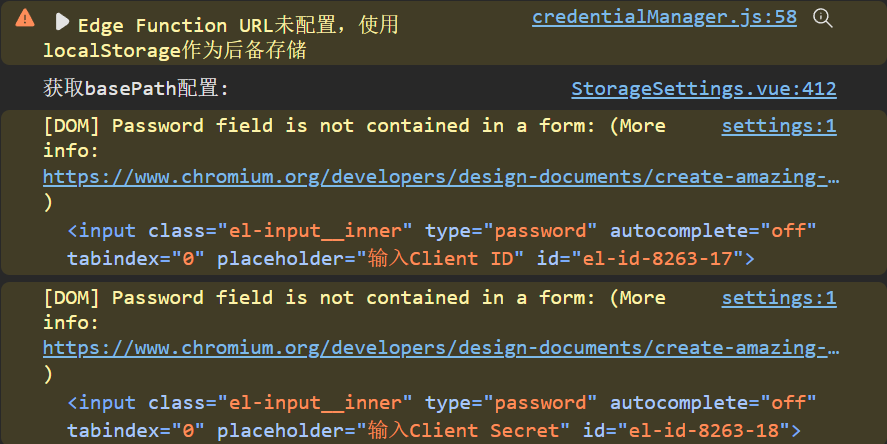 Edge Function URL未配置，使用 credentialManager.js:58
localStorage作为后备存储
获取basePath配置: StorageSettings.vue:412
[DOM] Password field is not contained in a form: (More settings:1
info:
https://www.chromium.org/developers/design-documents/create-amazing-…
)
<input class="el-input__inner" type="password" autocomplete="off"
tabindex="0" placeholder="输入Client ID" id="el-id-8263-17">
[DOM] Password field is not contained in a form: (More settings:1
info:
https://www.chromium.org/developers/design-documents/create-amazing-…
)
<input class="el-input__inner" type="password" autocomplete="off"
tabindex="0" placeholder="输入Client Secret" id="el-id-8263-18">